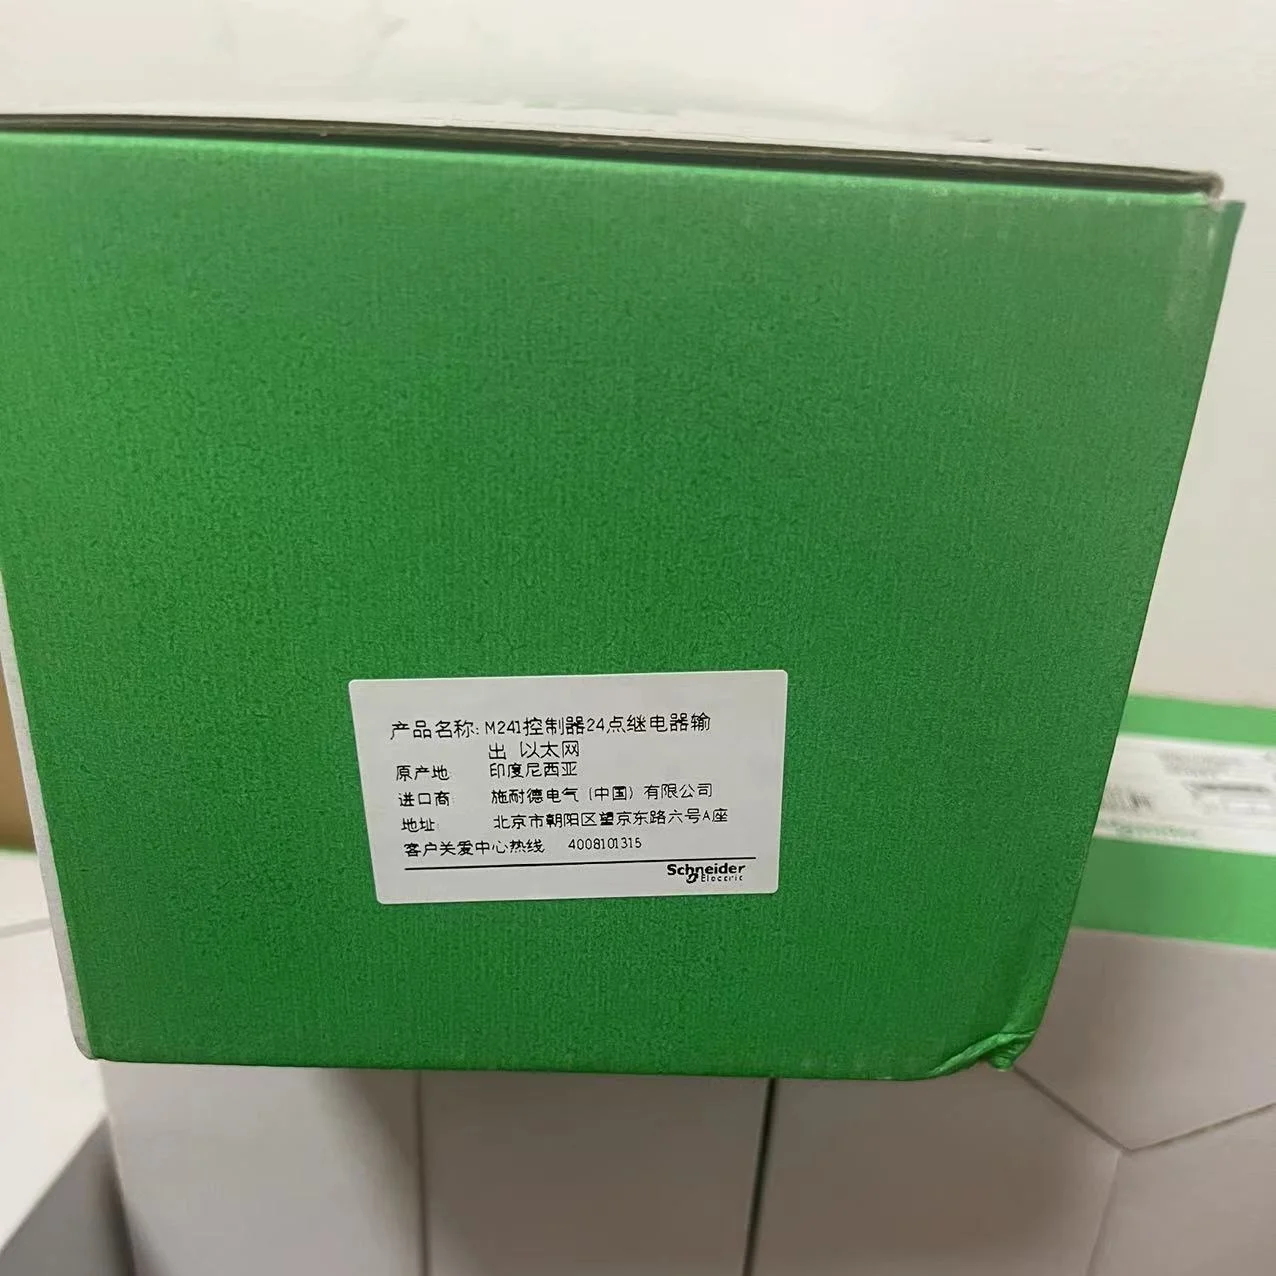 产品名称: M241控制器24点继电器输
出 以太网
原产地: 印度尼西亚
进口商: 施耐德电气 (中国) 有限公司
地址: 北京市朝阳区望京东路六号A座
客户关爱中心热线: 4008101315
Schneider
Electric